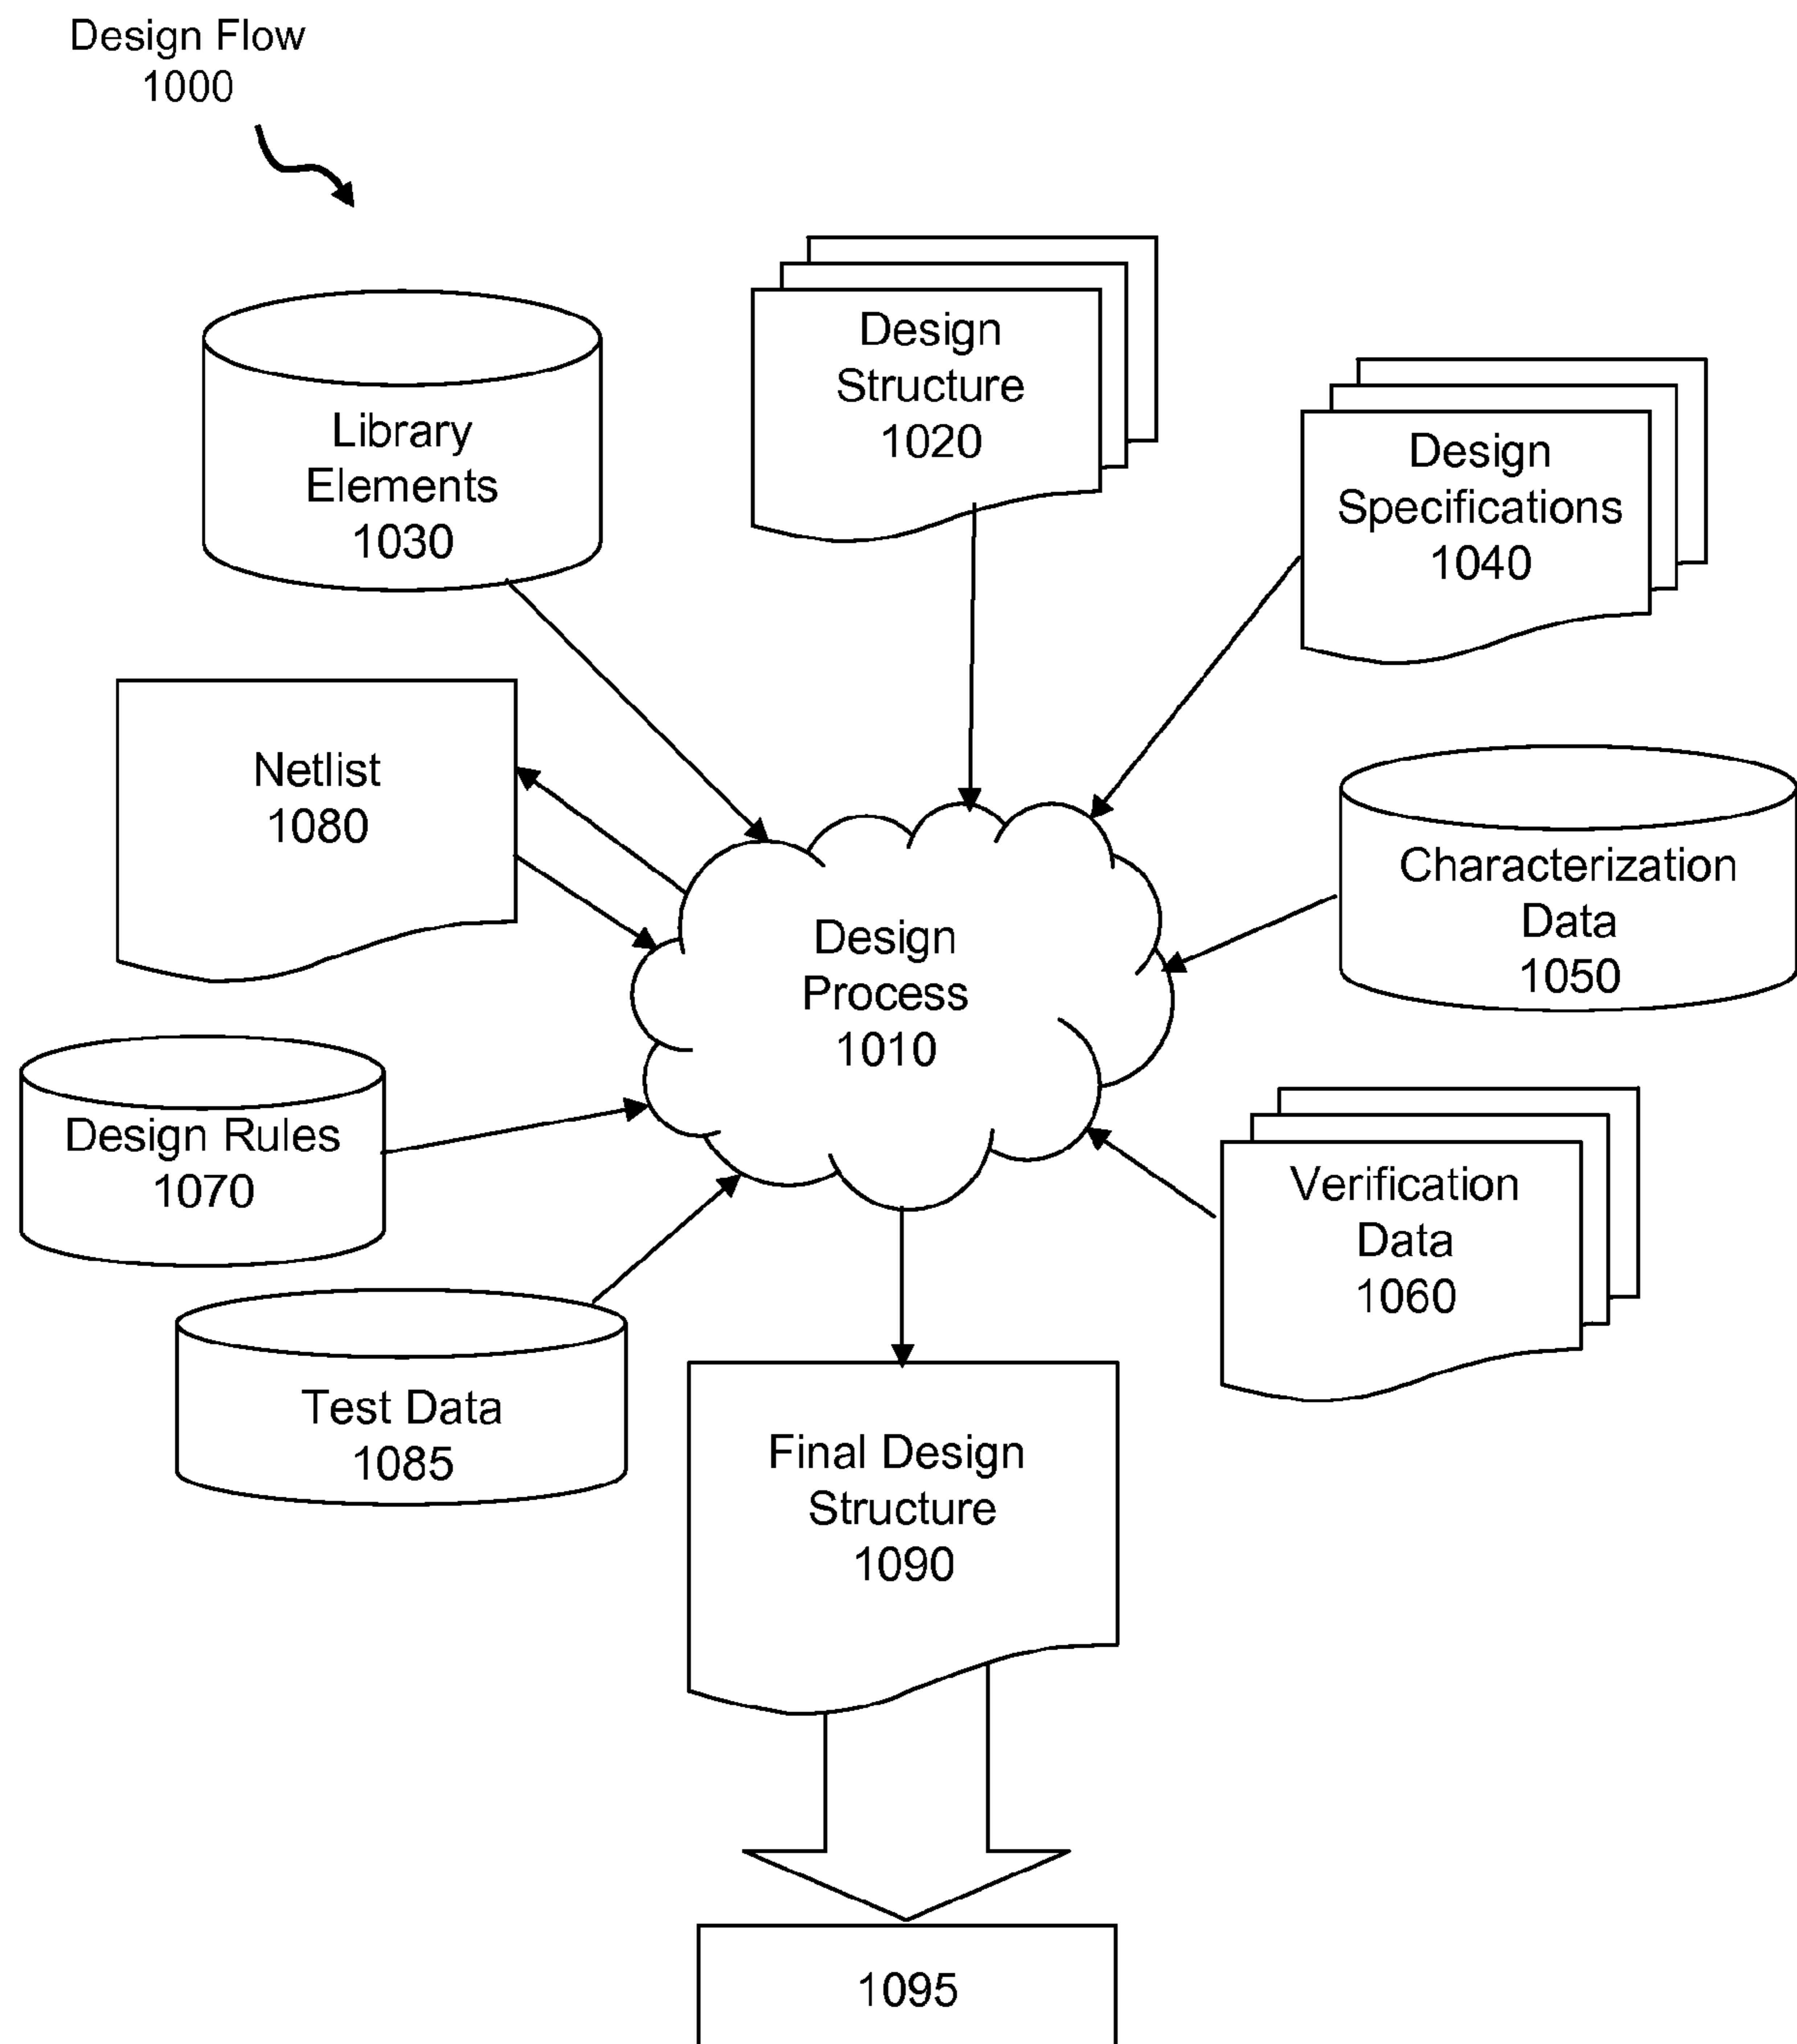 Design Flow
1000
Design
Structure
1020
Library
Elements
1030
Design
Specifications
1040
Netlist
1080
Characterization
Data
1050
Design
Process
1010
Design Rules
1070
Verification
Data
1060
Test Data
1085
Final Design
Structure
1090
1095